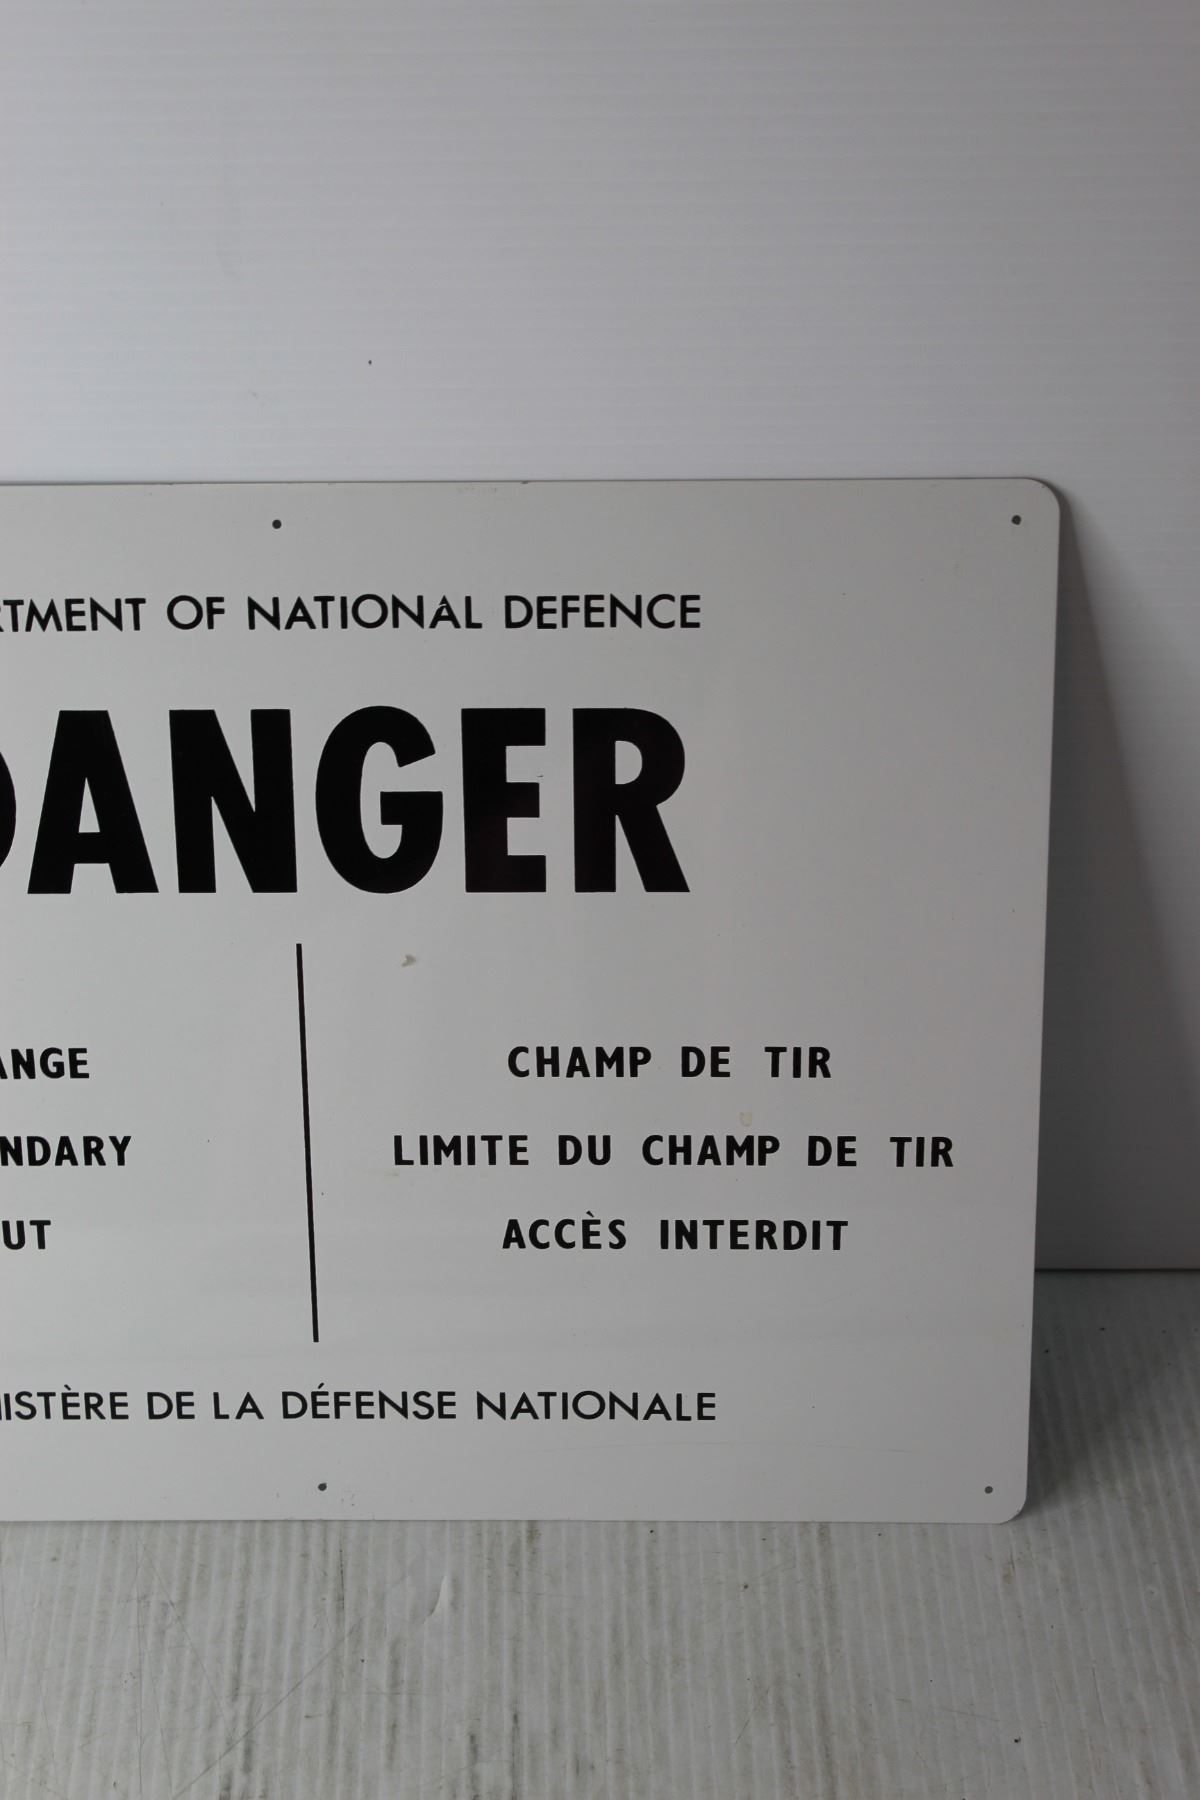 RTMENT OF NATIONAL DEFENCE
DANGER
ANGE
NDARY
UT
CHAMP DE TIR
LIMITE DU CHAMP DE TIR
ACCÈS INTERDIT
ISTÈRE DE LA DÉFENSE NATIONALE